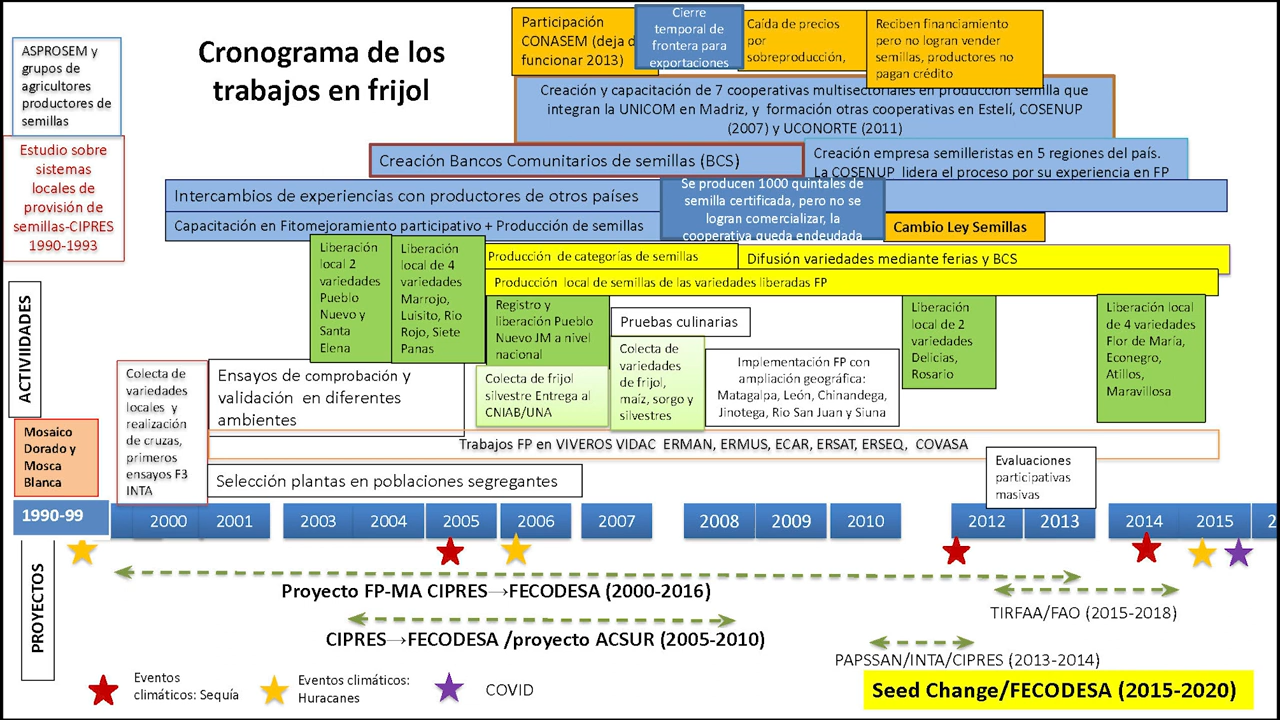 Cronograma de los
trabajos en frijol
ASPROSEM y
grupos de
agricultores
productores de
semillas
Estudio sobre
sistemas
locales de
provisión de
semillas-CIPRES
1990-1993
Participación
CONASEM (deja d
funcionar 2013)
Cierre
temporal de
frontera para
exportaciones
Caída de precios
por
sobreproducción,
Reciben financiamiento
pero no logran vender
semillas, productores no
pagan crédito
Creación y capacitación de 7 cooperativas multisectoriales en producción semilla que
integran la UNICOM en Madriz, y formación otras cooperativas en Estelí, COSENUP
(2007) y UCONORTE (2011)
Creación Bancos Comunitarios de semillas (BCS)
Creación empresa semilleristas en 5 regiones del país.
La COSENUP lidera el proceso por su experiencia en FP
Intercambios de experiencias con productores de otros países
Se producen 1000 quintales de
semilla certificada, pero no se
logran comercializar, la
cooperativa queda endeudada
Capacitación en Fitomejoramiento participativo + Producción de semillas
Cambio Ley Semillas
Liberación
local 2
variedades
Pueblo
Nuevo y
Santa
Elena
Liberación
local de 4
variedades
Marrojo,
Luisito, Rio
Rojo, Siete
Panas
Producción de categorías de semillas
Difusión variedades mediante ferias y BCS
Producción local de semillas de las variedades liberadas FP
Registro y
liberación Pueblo
Nuevo JM a nivel
nacional
Pruebas culinarias
Liberación
local de 2
variedades
Delicias,
Rosario
Liberación local
de 4 variedades
Flor de María,
Econegro,
Atillos,
Maravillosa
ACTIVIDADES
Colecta de
variedades
locales y
realización
de cruzas,
primeros
ensayos F3
INTA
Ensayos de comprobación y
validación en diferentes
ambientes
Colecta de frijol
silvestre Entrega al
CNIAB/UNA
Colecta de
variedades
de frijol,
maíz, sorgo y
silvestres
Implementación FP con
ampliación geográfica:
Matagalpa, León, Chinandega,
Jinotega, Rio San Juan y Siuna
Mosaico
Dorado y
Mosca
Blanca
Trabajos FP en VIVEROS VIDAC ERMAN, ERMUS, ECAR, ERSAT, ERSEQ, COVASA
Selección plantas en poblaciones segregantes
Evaluaciones
participativas
masivas
1990-99 2000 2001 2003 2004 2005 2006 2007 2008 2009 2010 2012 2013 2014 2015 2
PROYECTOS
Proyecto FP-MA CIPRES→FECODESA (2000-2016)
TIRFAA/FAO (2015-2018)
CIPRES→FECODESA /proyecto ACSUR (2005-2010)
PAPSSAN/INTA/CIPRES (2013-2014)
Seed Change/FECODESA (2015-2020)
Eventos
climáticos: Sequía
Eventos climáticos:
Huracanes
COVID